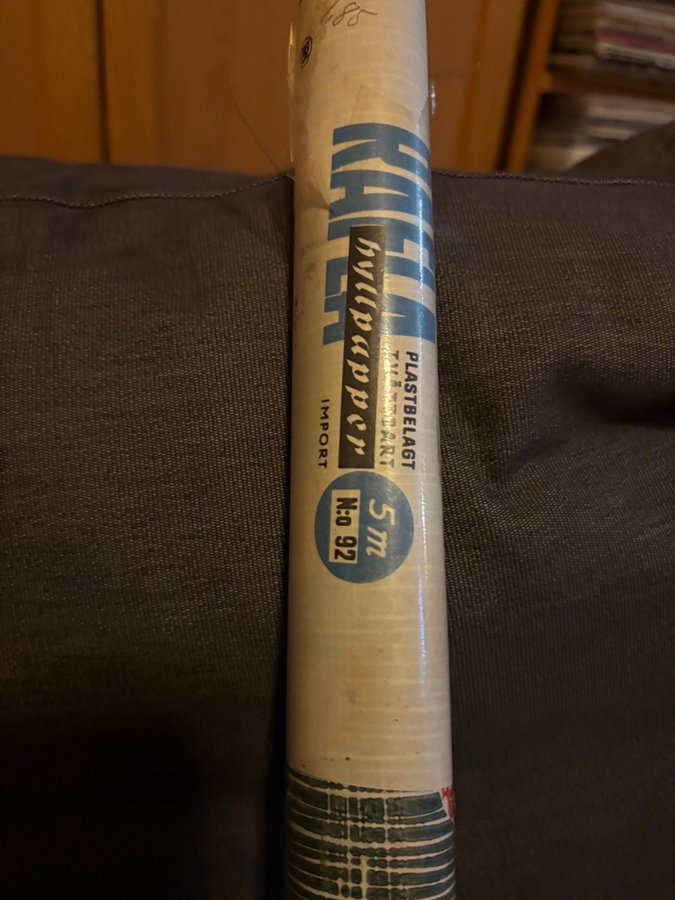 KAFLA
hyllpapper
PLASTBELAGT
TVÄTTBART
IMPORT
5 m
N:o 92